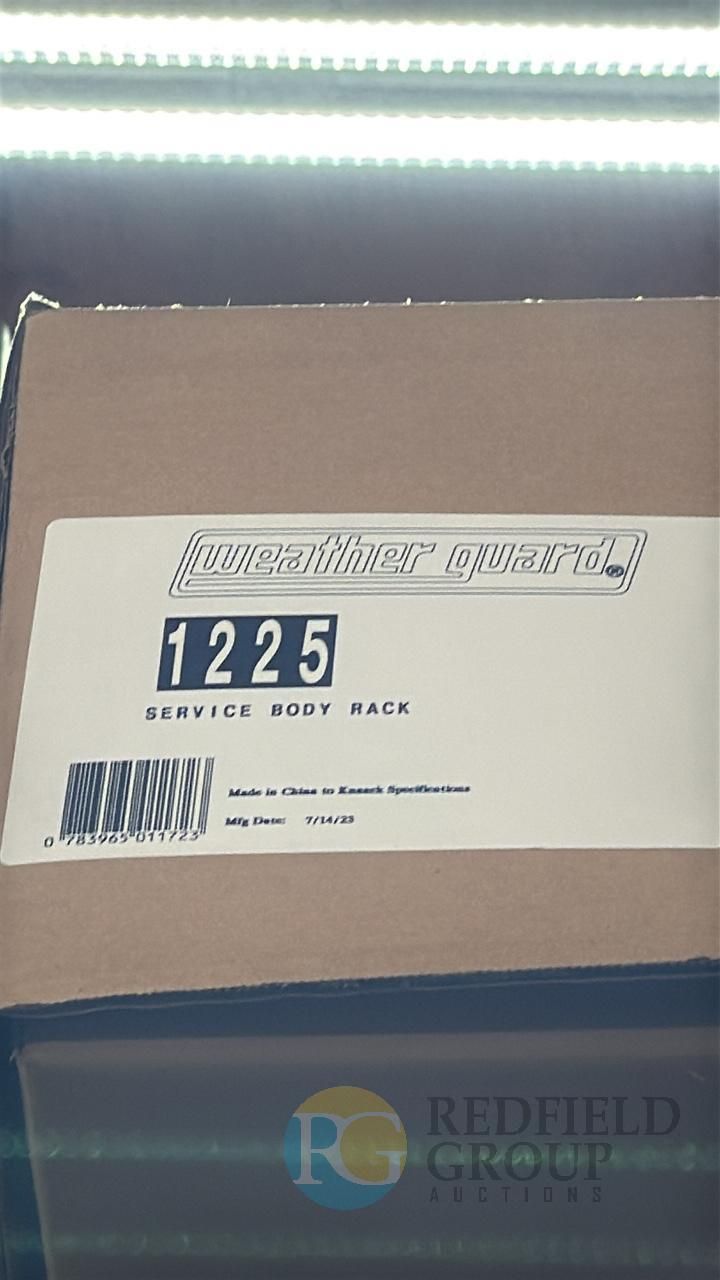 weather guard®
1225
SERVICE BODY RACK
Made in China to Knaack Specifications
Mfg Date: 7/14/23
0 783965 011723
PG REDFIELD
GROUP
AUCTIONS